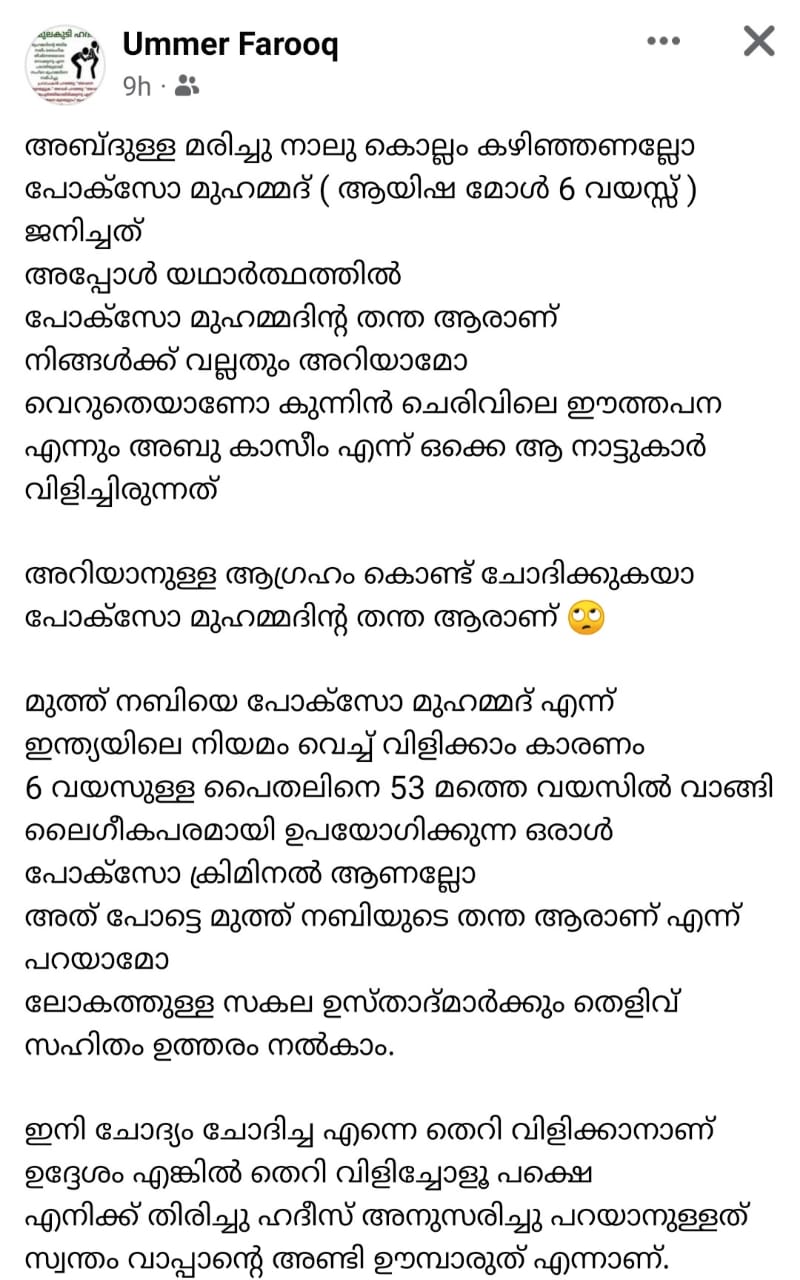 Ummer Farooq
9h
അബ്ദുള്ള മരിച്ചു നാലു കൊല്ലം കഴിഞ്ഞണല്ലോ
പോക്സോ മുഹമ്മദ് ( ആയിഷ മോൾ 6 വയസ്സ് )
ജനിച്ചത്
അപ്പോൾ യഥാർത്ഥത്തിൽ
പോക്സോ മുഹമ്മദിന്റ തന്ത ആരാണ്
നിങ്ങൾക്ക് വല്ലതും അറിയാമോ
വെറുതെയാണോ കുന്നിൻ ചെരിവിലെ ഈത്തപന
എന്നും അബു കാസീം എന്ന് ഒക്കെ ആ നാട്ടുകാർ
വിളിച്ചിരുന്നത്
അറിയാനുള്ള ആഗ്രഹം കൊണ്ട് ചോദിക്കുകയാ
പോക്സോ മുഹമ്മദിന്റ തന്ത ആരാണ് 🙄
മുത്ത് നബിയെ പോക്സോ മുഹമ്മദ് എന്ന്
ഇന്ത്യയിലെ നിയമം വെച്ച് വിളിക്കാം കാരണം
6 വയസുള്ള പൈതലിനെ 53 മത്തെ വയസിൽ വാങ്ങി
ലൈഗീകപരമായി ഉപയോഗിക്കുന്ന ഒരാൾ
പോക്സോ ക്രിമിനൽ ആണല്ലോ
അത് പോട്ടെ മുത്ത് നബിയുടെ തന്ത ആരാണ് എന്ന്
പറയാമോ
ലോകത്തുള്ള സകല ഉസ്താദ്മാർക്കും തെളിവ്
സഹിതം ഉത്തരം നൽകാം.
ഇനി ചോദ്യം ചോദിച്ച എന്നെ തെറി വിളിക്കാനാണ്
ഉദ്ദേശം എങ്കിൽ തെറി വിളിച്ചോളൂ പക്ഷെ
എനിക്ക് തിരിച്ചു ഹദീസ് അനുസരിച്ചു പറയാനുള്ളത്
സ്വന്തം വാപ്പാന്റെ അണ്ടി ഊമ്പാരുത് എന്നാണ്.